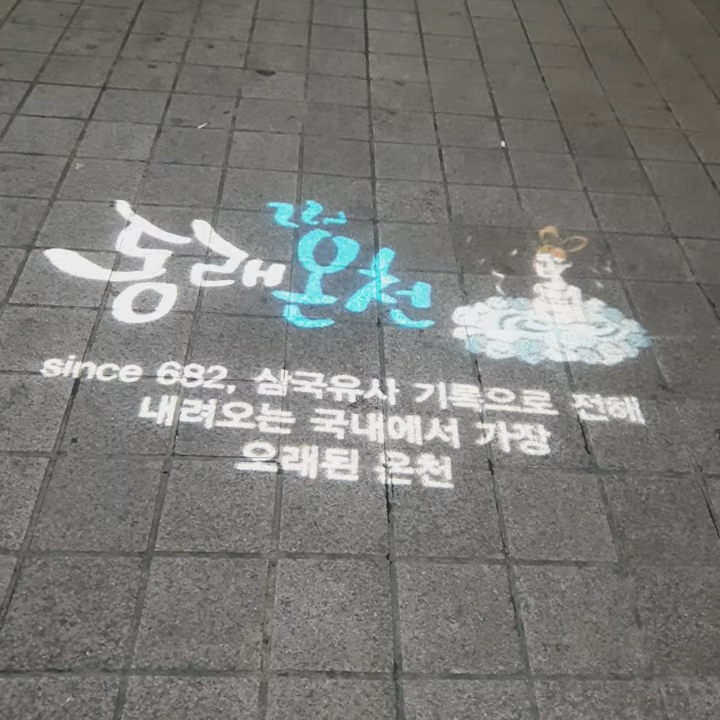 동래온천
since 682, 삼국유사 기록으로 전해
내려오는 국내에서 가장
오래된 온천